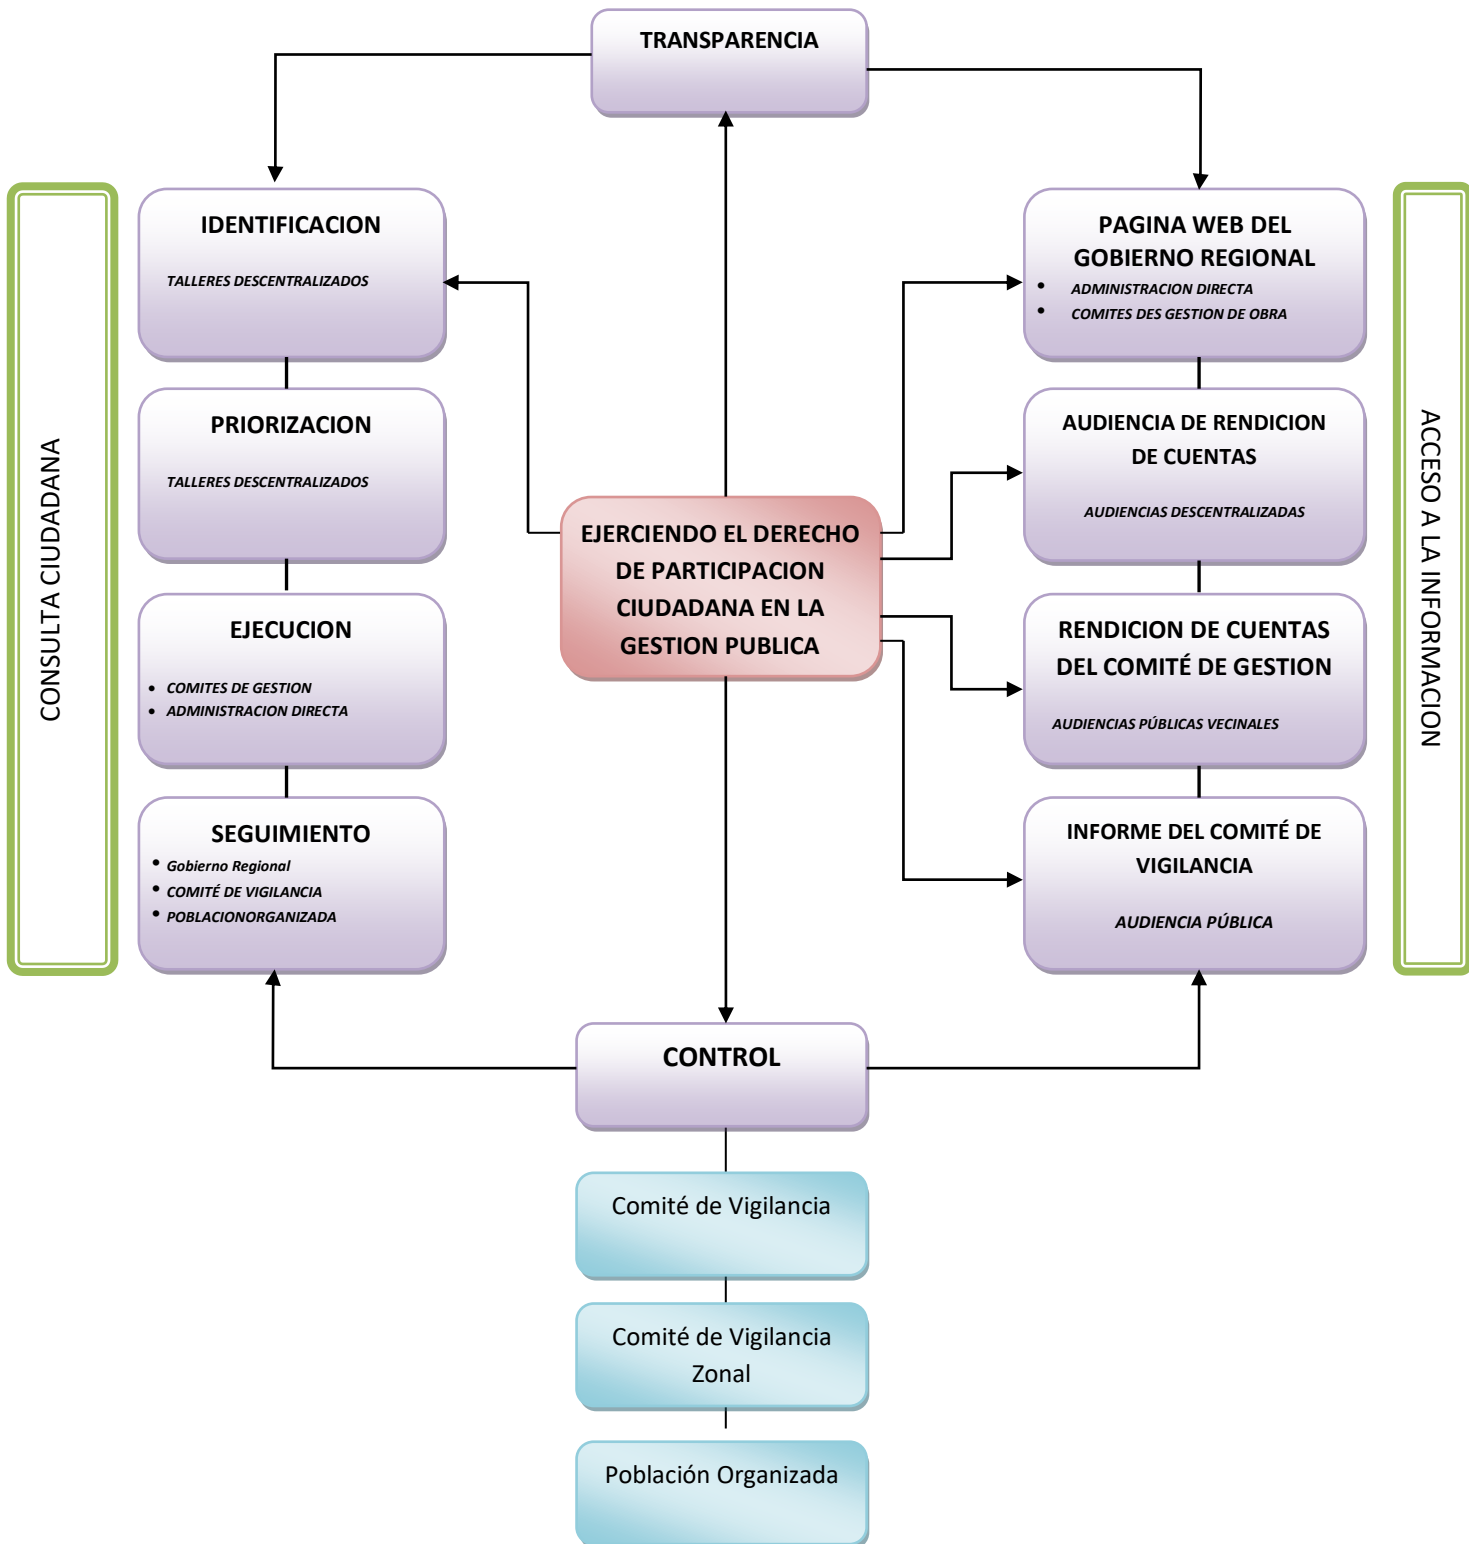 TRANSPARENCIA
CONSULTA CIUDADANA
IDENTIFICACION
TALLERES DESCENTRALIZADOS
PRIORIZACION
TALLERES DESCENTRALIZADOS
EJECUCION
• COMITES DE GESTION
• ADMINISTRACION DIRECTA
SEGUIMIENTO
• Gobierno Regional
• COMITÉ DE VIGILANCIA
• POBLACIONORGANIZADA
EJERCIENDO EL DERECHO
DE PARTICIPACION
CIUDADANA EN LA
GESTION PUBLICA
PAGINA WEB DEL
GOBIERNO REGIONAL
• ADMINISTRACION DIRECTA
• COMITES DES GESTION DE OBRA
AUDIENCIA DE RENDICION
DE CUENTAS
AUDIENCIAS DESCENTRALIZADAS
RENDICION DE CUENTAS
DEL COMITÉ DE GESTION
AUDIENCIAS PÚBLICAS VECINALES
INFORME DEL COMITÉ DE
VIGILANCIA
AUDIENCIA PÚBLICA
ACCESO A LA INFORMACION
CONTROL
Comité de Vigilancia
Comité de Vigilancia
Zonal
Población Organizada